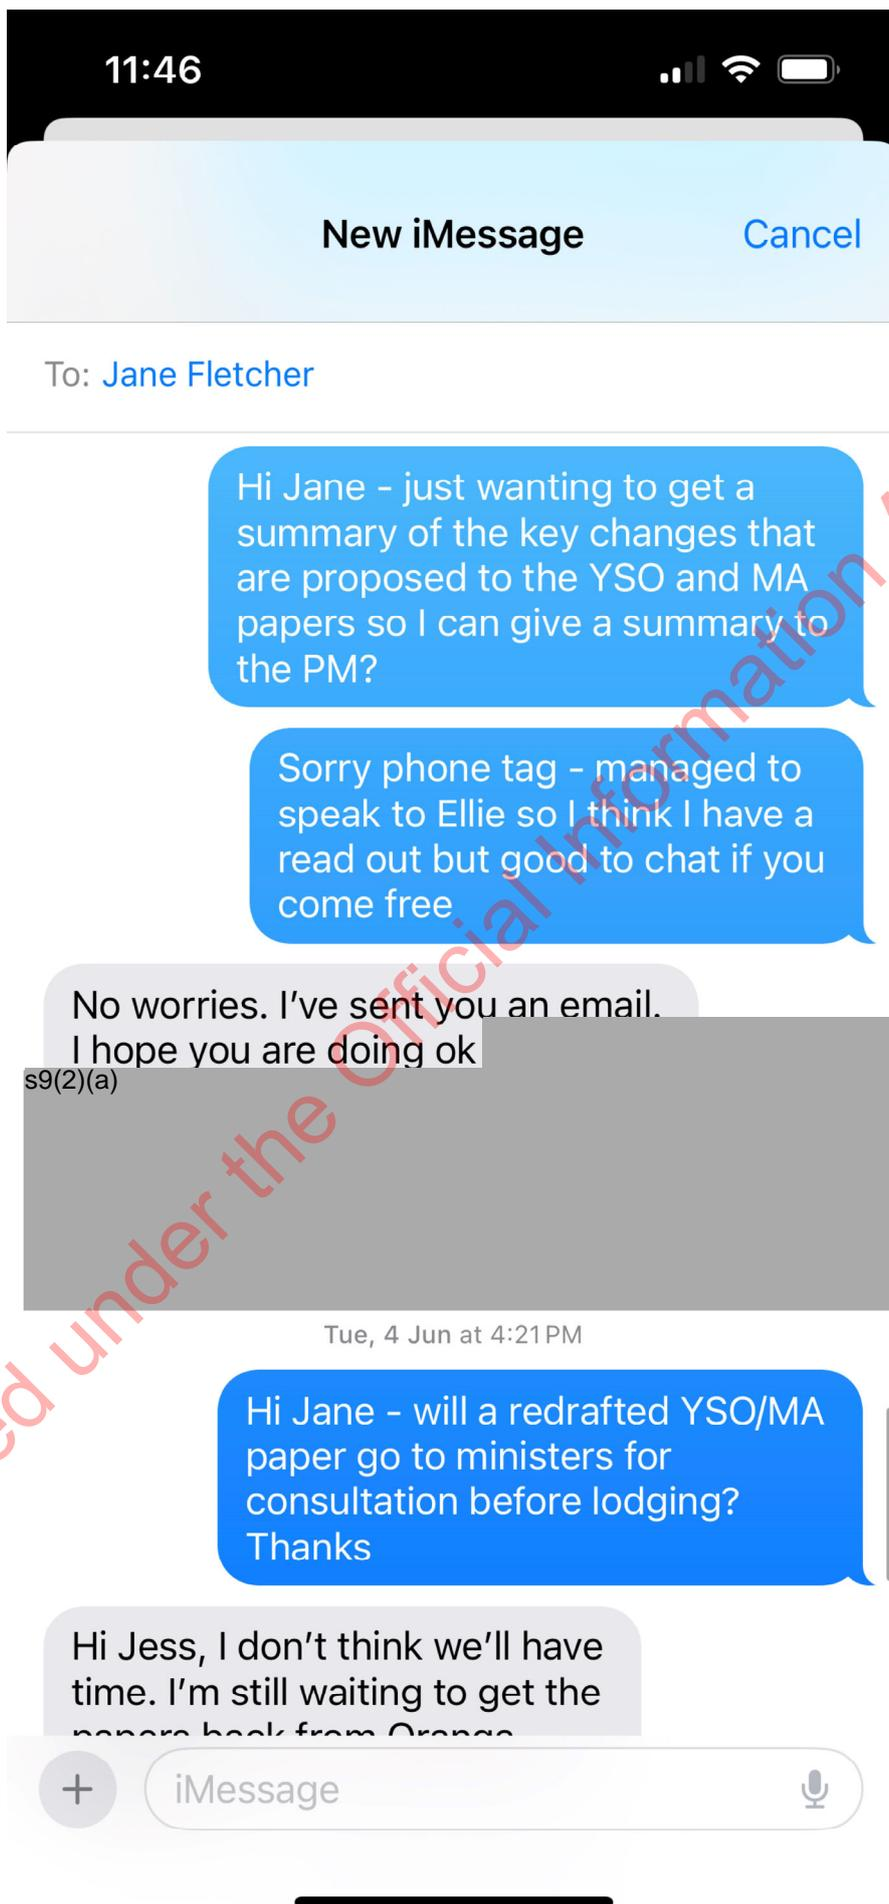 11:46
New iMessage
Cancel
To: Jane Fletcher
Hi Jane - just wanting to get a
summary of the key changes that
are proposed to the YSO and MA
papers so I can give a summary to
the PM?
Sorry phone tag - managed to
speak to Ellie so I think I have a
read out but good to chat if you
come free
No worries. I've sent you an email.
I hope you are doing ok
s9(2)(a)
Tue, 4 Jun at 4:21 PM
Hi Jane - will a redrafted YSO/MA
paper go to ministers for
consultation before lodging?
Thanks
Hi Jess, I don't think we'll have
time. I'm still waiting to get the
papers back from Oranga
iMessage
ed under the Official Information